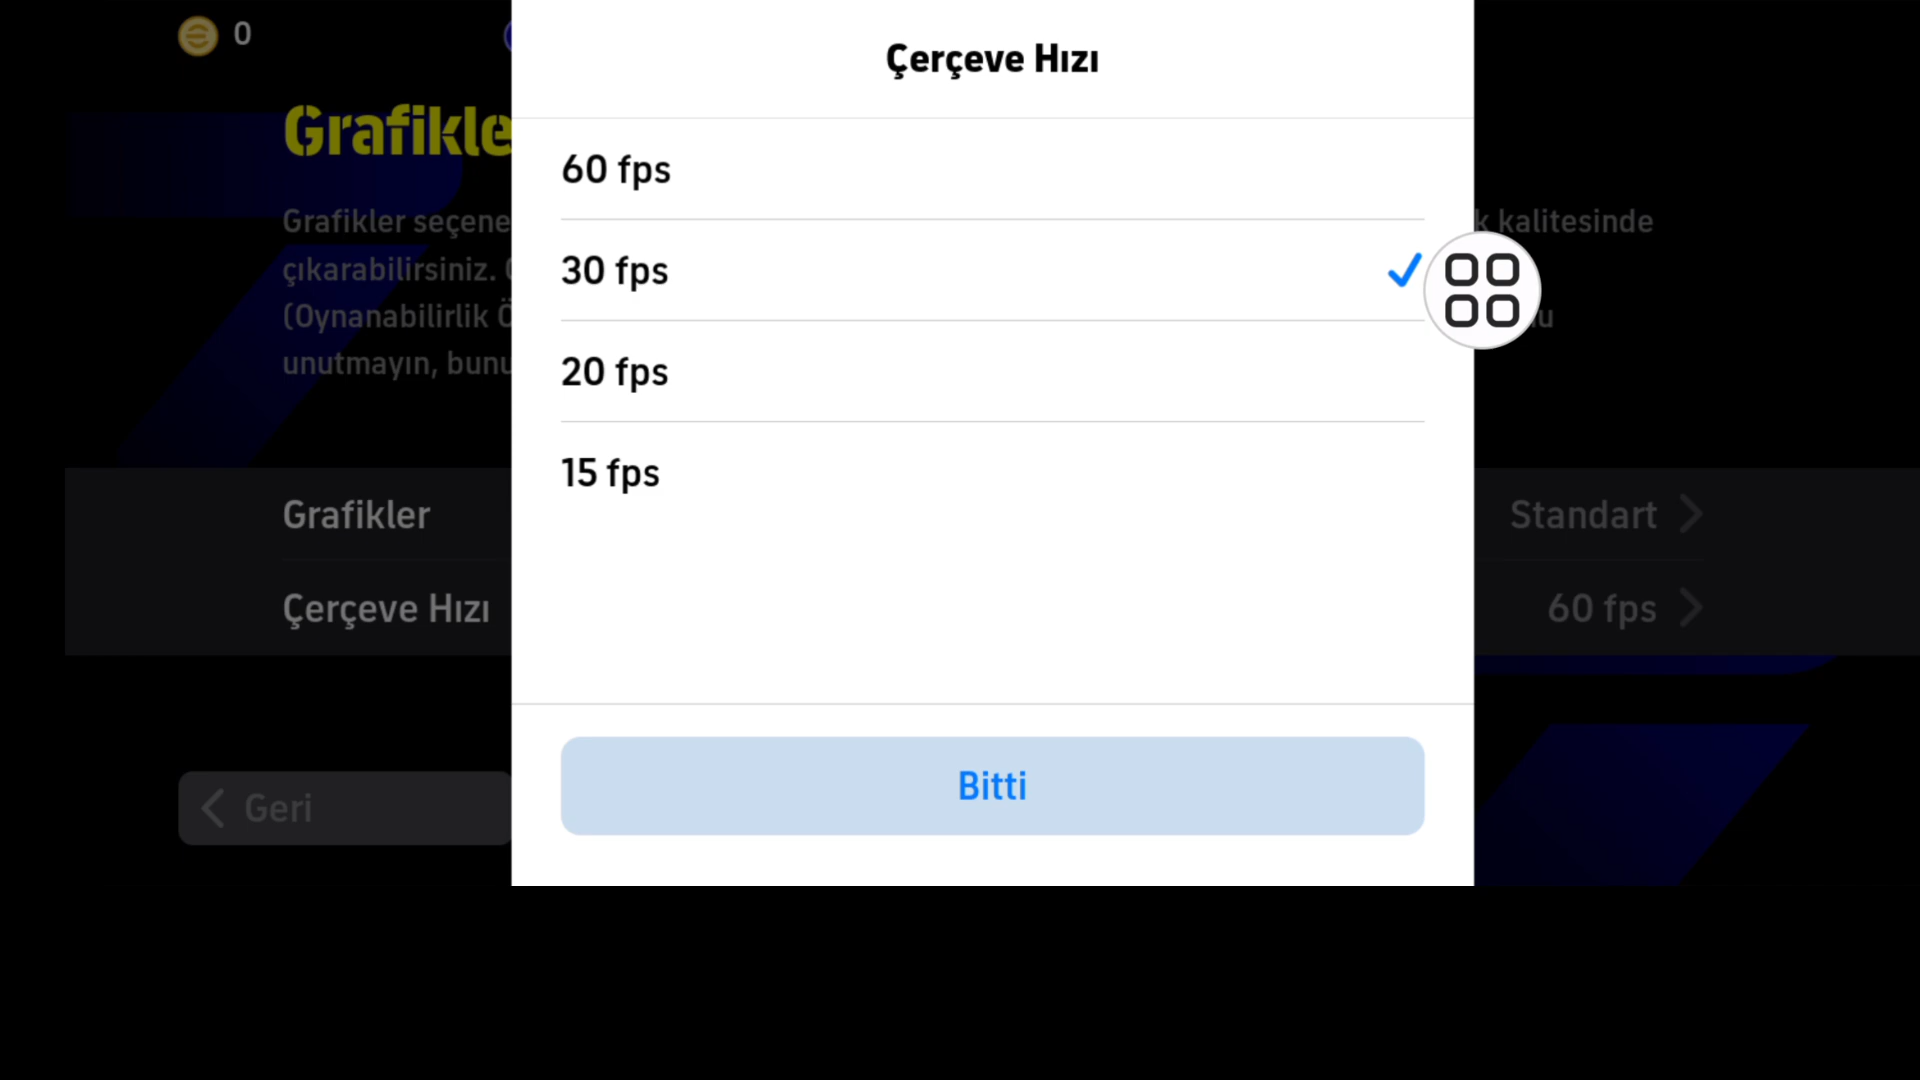 0
Çerçeve Hızı
Grafikle
60 fps
Grafikler seçene
k kalitesinde
30 fps
çıkarabilirsiniz.
(Oynanabilirlik Ö
u
20 fps
unutmayın, bunu
15 fps
Grafikler
Standart
Çerçeve Hızı
60 fps
Bitti
Geri